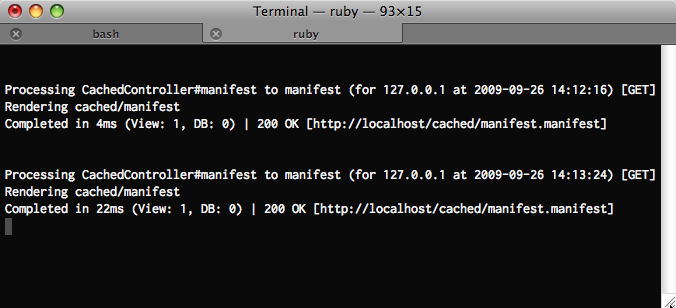 Terminal — ruby — 93×15
bash ruby
Processing CachedController#manifest to manifest (for 127.0.0.1 at 2009-09-26 14:12:16) [GET]
Rendering cached/manifest
Completed in 4ms (View: 1, DB: 0) | 200 OK [http://localhost/cached/manifest.manifest]
Processing CachedController#manifest to manifest (for 127.0.0.1 at 2009-09-26 14:13:24) [GET]
Rendering cached/manifest
Completed in 22ms (View: 1, DB: 0) | 200 OK [http://localhost/cached/manifest.manifest]